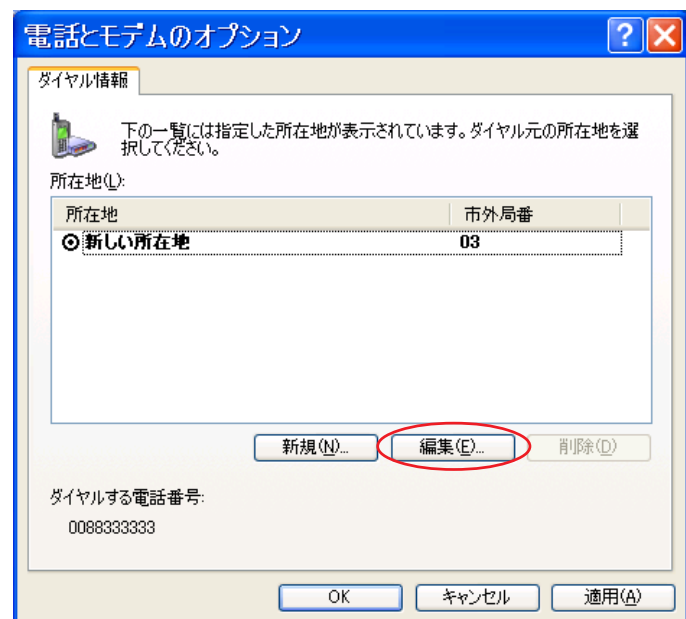 電話とモデムのオプション
ダイヤル情報
下の一覧には指定した所在地が表示されています。ダイヤル元の所在地を選
択してください。
所在地(L):
所在地 市外局番
新しい所在地 03
新規(N)... 編集(E)... 削除(D)
ダイヤルする電話番号:
0088333333
OK キャンセル 適用(A)